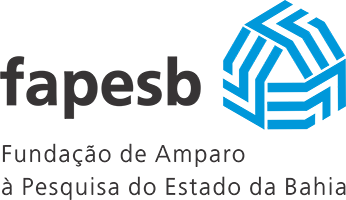 fapesb
Fundação de Amparo
à Pesquisa do Estado da Bahia